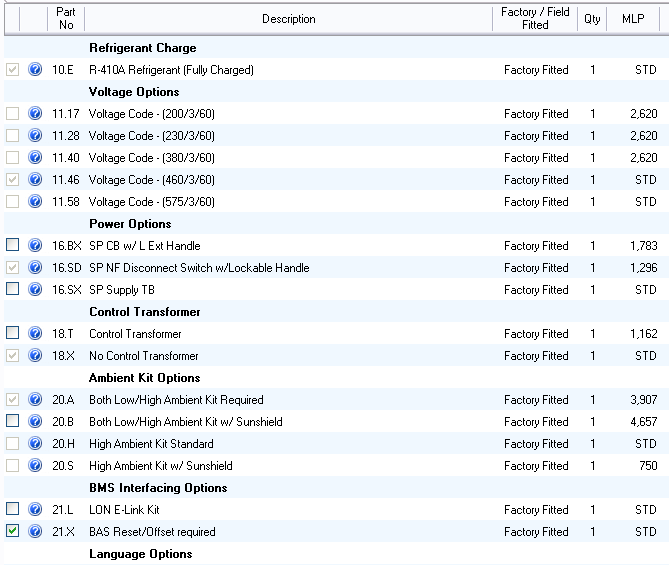 Part No Description Factory / Field Fitted Qty MLP
Refrigerant Charge
10.E R-410A Refrigerant (Fully Charged) Factory Fitted 1 STD
Voltage Options
11.17 Voltage Code - (200/3/60) Factory Fitted 1 2,620
11.28 Voltage Code - (230/3/60) Factory Fitted 1 2,620
11.40 Voltage Code - (380/3/60) Factory Fitted 1 2,620
11.46 Voltage Code - (460/3/60) Factory Fitted 1 STD
11.58 Voltage Code - (575/3/60) Factory Fitted 1 STD
Power Options
16.BX SP CB w/ L Ext Handle Factory Fitted 1 1,783
16.SD SP NF Disconnect Switch w/Lockable Handle Factory Fitted 1 1,296
16.SX SP Supply TB Factory Fitted 1 STD
Control Transformer
18.T Control Transformer Factory Fitted 1 1,162
18.X No Control Transformer Factory Fitted 1 STD
Ambient Kit Options
20.A Both Low/High Ambient Kit Required Factory Fitted 1 3,907
20.B Both Low/High Ambient Kit w/ Sunshield Factory Fitted 1 4,657
20.H High Ambient Kit Standard Factory Fitted 1 STD
20.S High Ambient Kit w/ Sunshield Factory Fitted 1 750
BMS Interfacing Options
21.L LON E-Link Kit Factory Fitted 1 STD
21.X BAS Reset/Offset required Factory Fitted 1 STD
Language Options